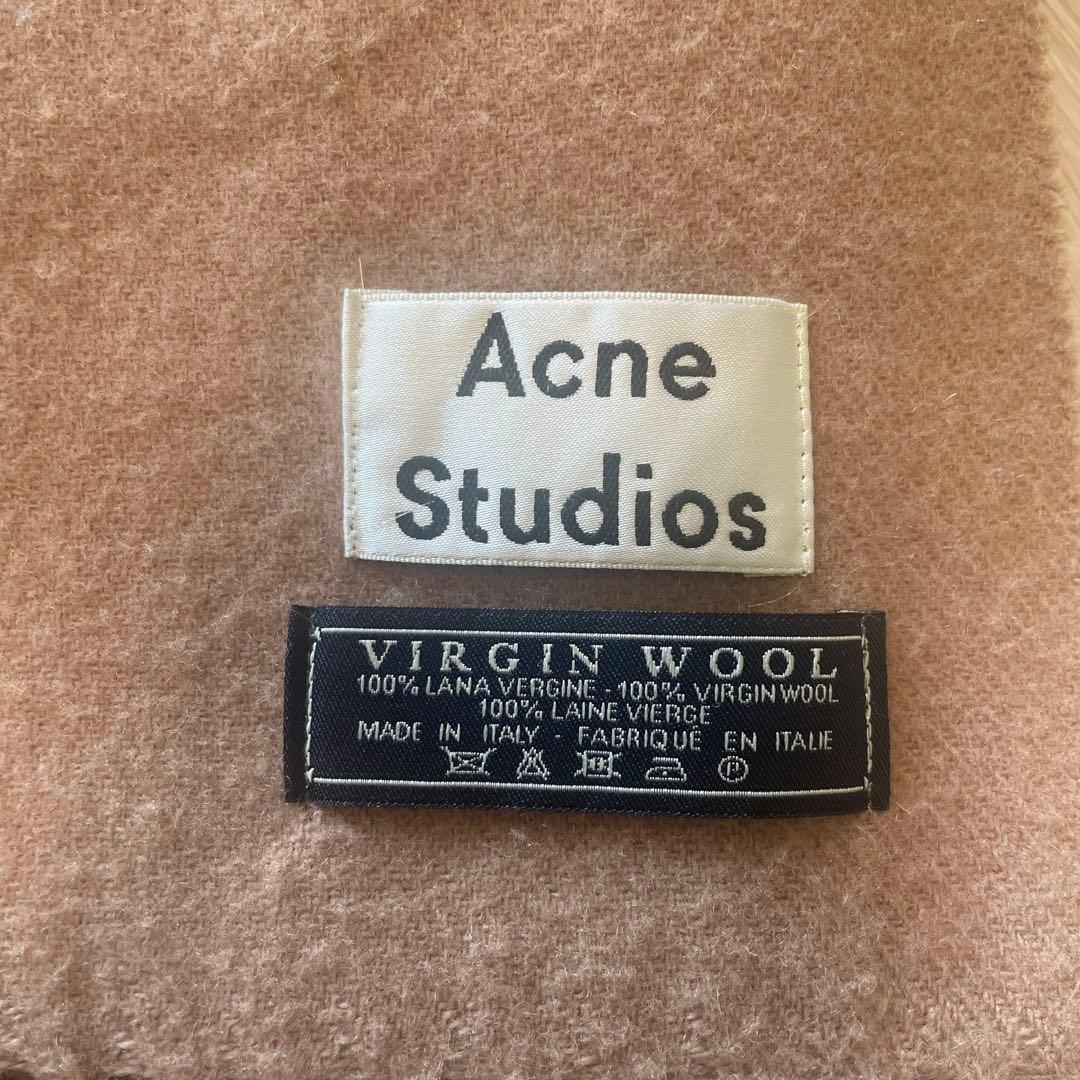 Acne
Studios
VIRGIN WOOL
100% LANA VERGINE - 100% VIRGIN WOOL
100% LAINE VIERGE
MADE IN ITALY - FABRIQUÉ EN ITALIE
P